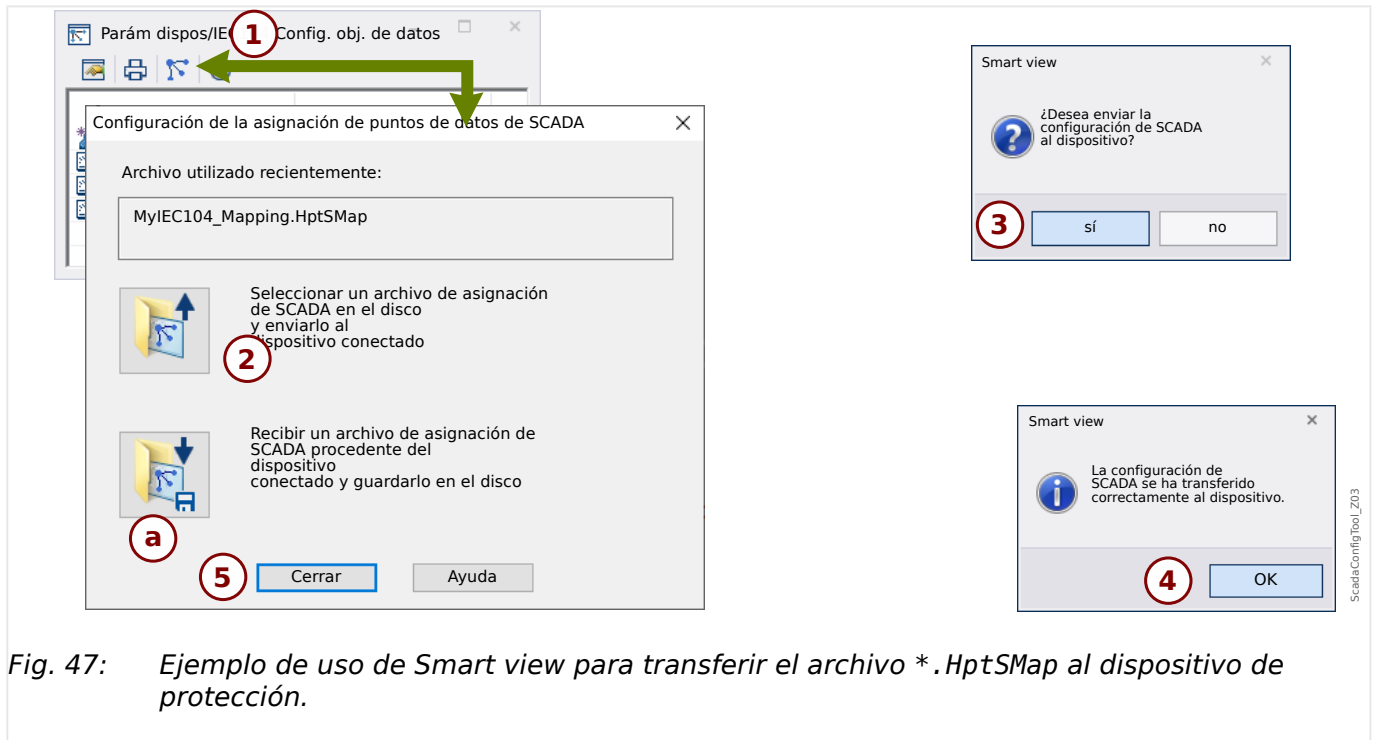 Parám dispos/IE
1
Config. obj. de datos
Configuración de la asignación de puntos de datos de SCADA
Archivo utilizado recientemente:
MyIEC104_Mapping.HptSMap
Seleccionar un archivo de asignación
de SCADA en el disco
y enviarlo al
dispositivo conectado
2
Recibir un archivo de asignación de
SCADA procedente del
dispositivo
conectado y guardarlo en el disco
a
5
Cerrar
Ayuda
Smart view
¿Desea enviar la
configuración de SCADA
al dispositivo?
3
sí
no
Smart view
La configuración de
SCADA se ha transferido
correctamente al dispositivo.
4
OK
ScadaConfigTool_Z03
Fig. 47: Ejemplo de uso de Smart view para transferir el archivo *.HptSMap al dispositivo de
protección.